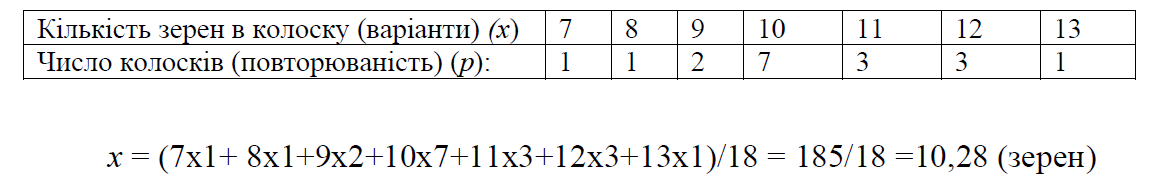 Кількість зерен в колоску (варіанти) (x) 7 8 9 10 11 12 13
Число колосків (повторюваність) (p): 1 1 2 7 3 3 1
x = (7x1+ 8x1+9x2+10x7+11x3+12x3+13x1)/18 = 185/18 =10,28 (зерен)